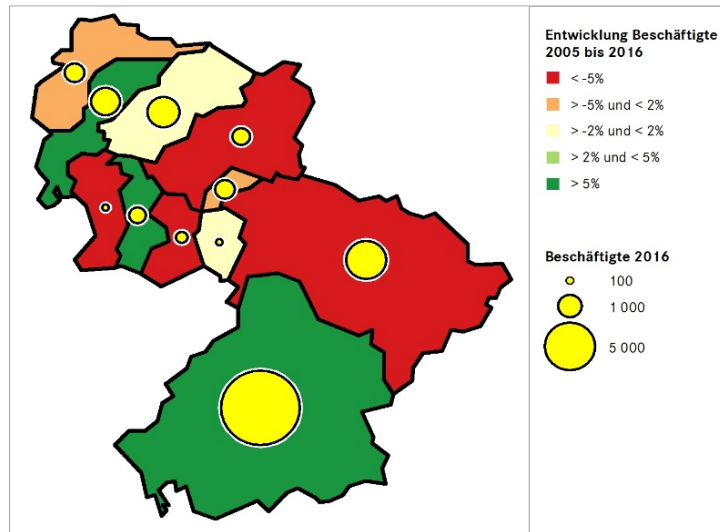 Entwicklung Beschäftigte
2005 bis 2016
< -5%
> -5% und < 2%
> -2% und < 2%
> 2% und < 5%
> 5%
Beschäftigte 2016
100
1 000
5 000